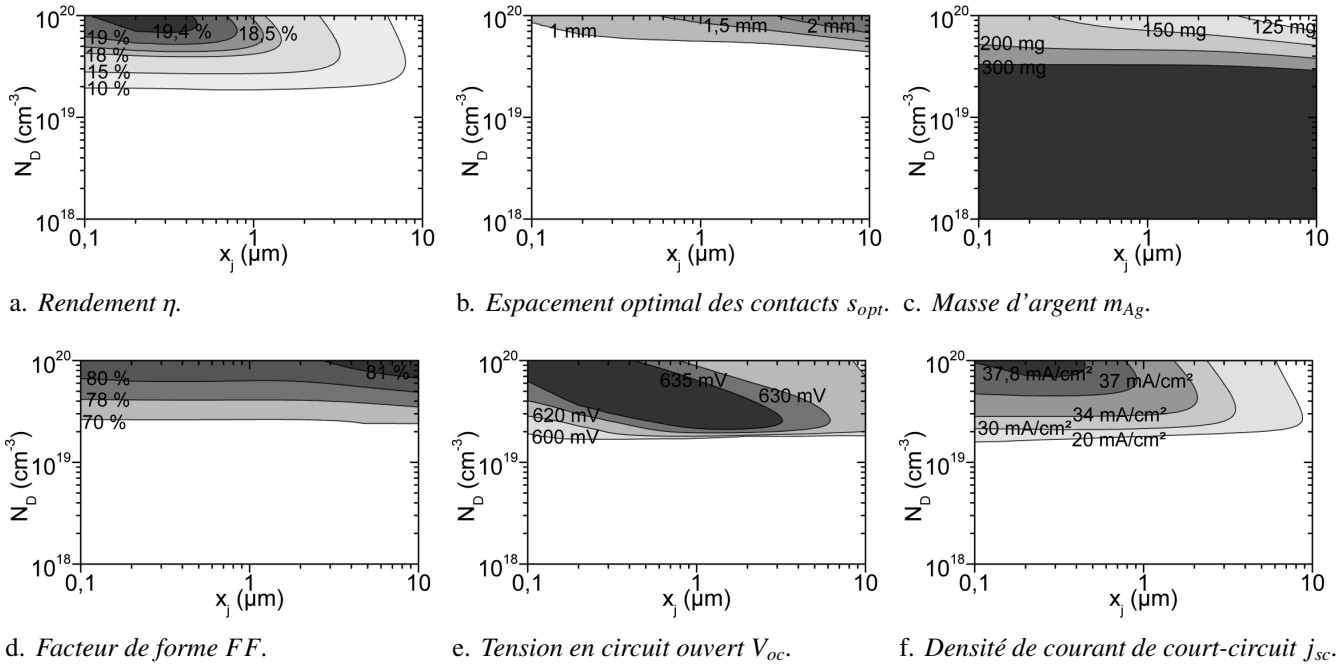 10²⁰
19 %
19,4 %
18,5 %
18 %
15 %
10 %
10¹⁹
10¹⁸
N_D (cm⁻³)
0,1
1
10
x_j (µm)
a. Rendement η.
10²⁰
1 mm
1,5 mm
2 mm
10¹⁹
10¹⁸
N_D (cm⁻³)
0,1
1
10
x_j (µm)
b. Espacement optimal des contacts s_opt.
10²⁰
125 mg
150 mg
200 mg
300 mg
10¹⁹
10¹⁸
N_D (cm⁻³)
0,1
1
10
x_j (µm)
c. Masse d'argent m_Ag.
10²⁰
81 %
80 %
78 %
70 %
10¹⁹
10¹⁸
N_D (cm⁻³)
0,1
1
10
x_j (µm)
d. Facteur de forme FF.
10²⁰
635 mV
630 mV
620 mV
600 mV
10¹⁹
10¹⁸
N_D (cm⁻³)
0,1
1
10
x_j (µm)
e. Tension en circuit ouvert V_oc.
10²⁰
37,8 mA/cm²
37 mA/cm²
34 mA/cm²
30 mA/cm²
20 mA/cm²
10¹⁹
10¹⁸
N_D (cm⁻³)
0,1
1
10
x_j (µm)
f. Densité de courant de court-circuit j_sc.